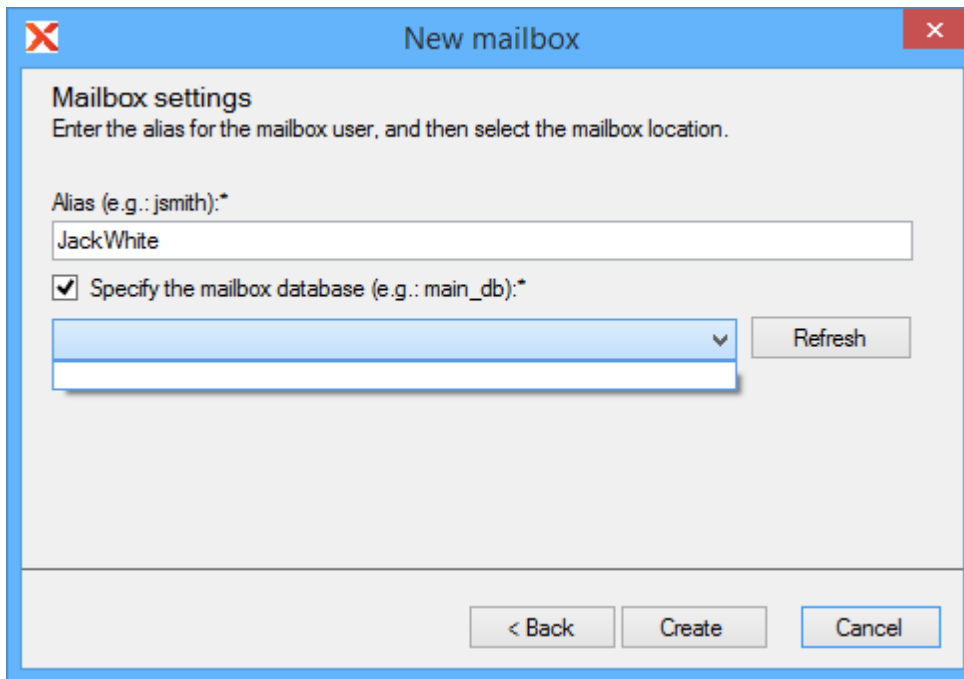 New mailbox
Mailbox settings
Enter the alias for the mailbox user, and then select the mailbox location.
Alias (e.g.: jsmith):*
JackWhite
Specify the mailbox database (e.g.: main_db):*
Refresh
< Back
Create
Cancel